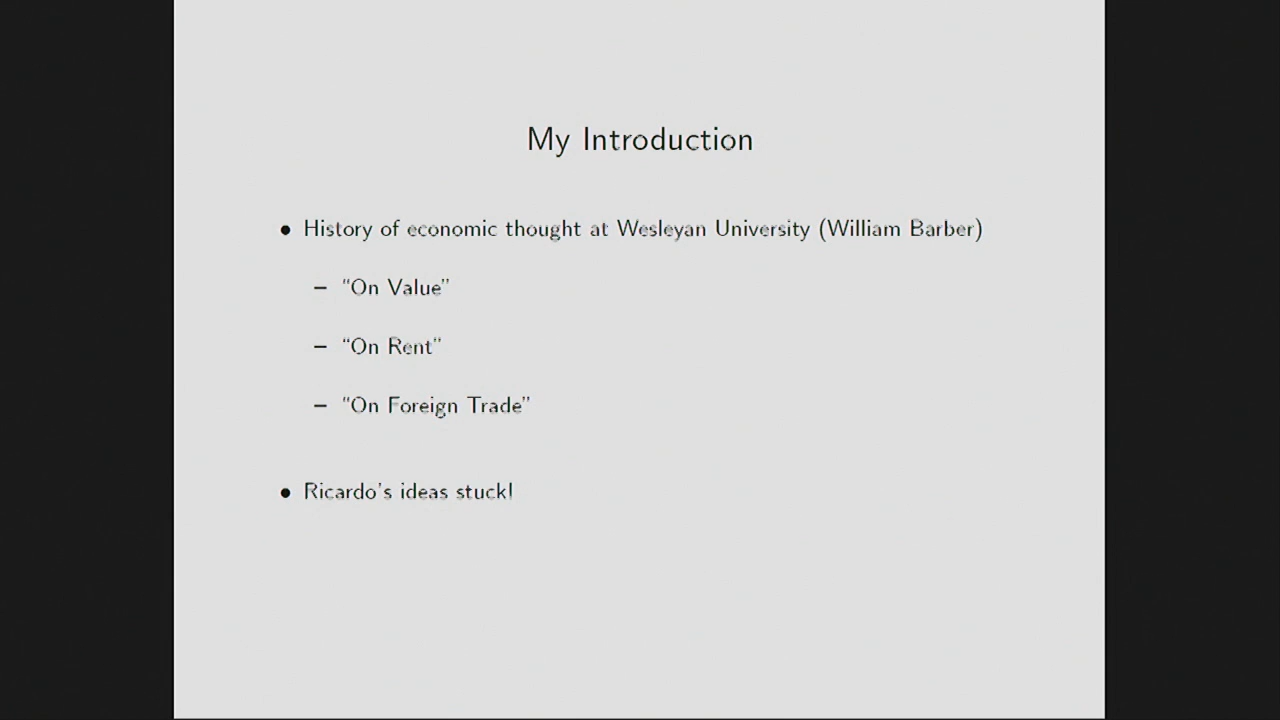 My Introduction
• History of economic thought at Wesleyan University (William Barber)
– “On Value”
– “On Rent”
– “On Foreign Trade”
• Ricardo's ideas stuck!